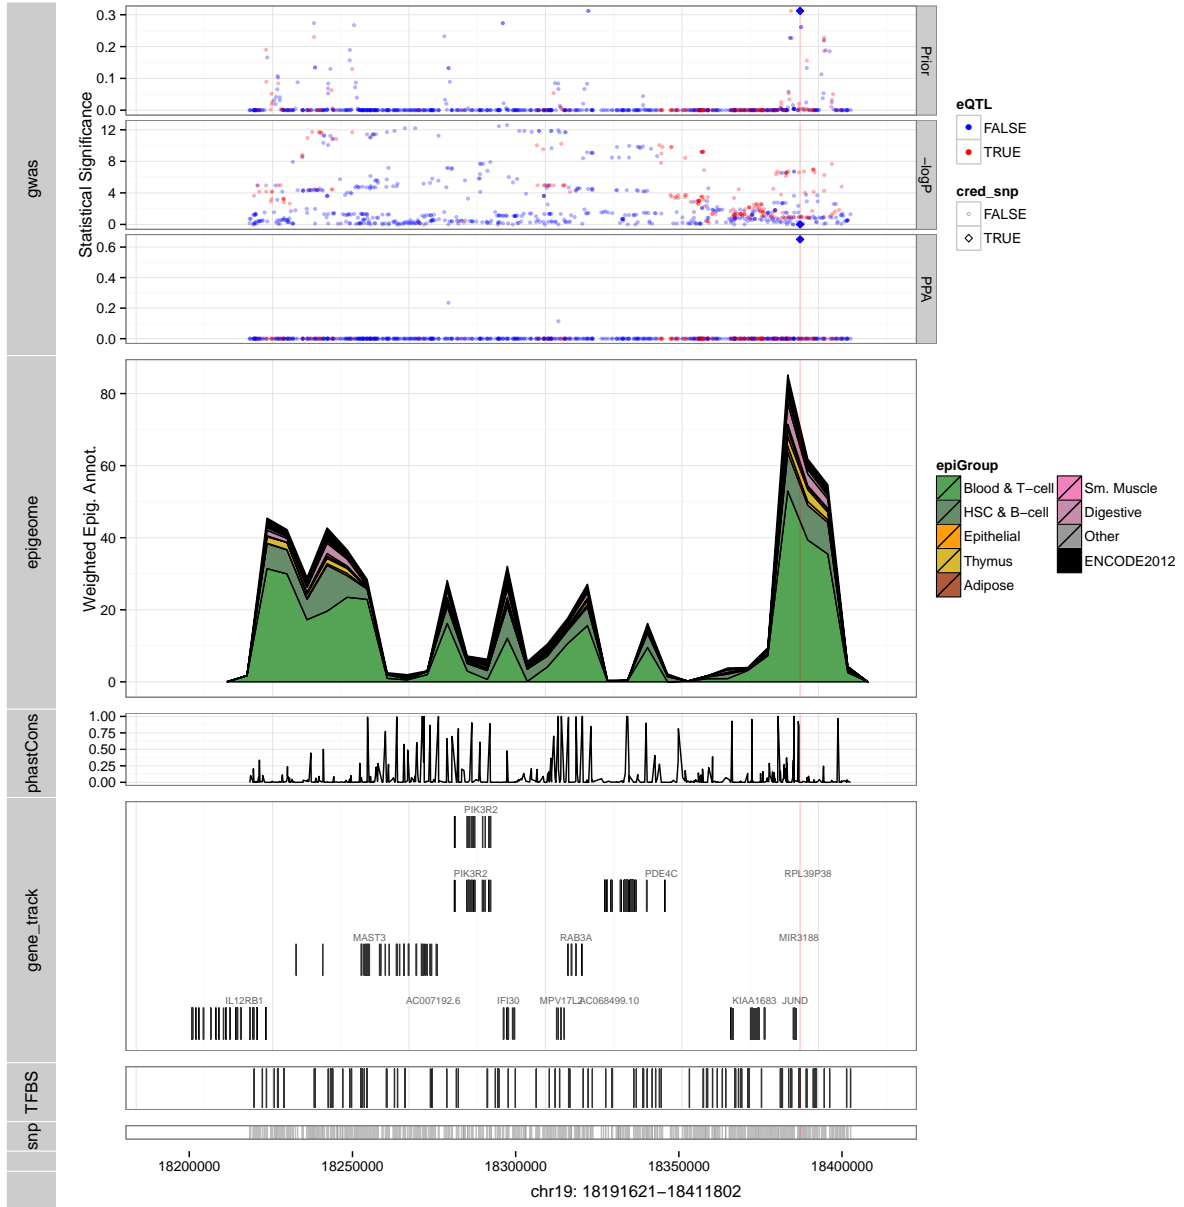 gwas
Statistical Significance
0.3
0.2
0.1
0.0
Prior
12
8
4
0
−logP
0.6
0.4
0.2
0.0
PPA
eQTL
FALSE
TRUE
cred_snp
FALSE
TRUE
epigeome
Weighted Epig. Annot.
80
60
40
20
0
epiGroup
Blood & T−cell
HSC & B−cell
Epithelial
Thymus
Adipose
Sm. Muscle
Digestive
Other
ENCODE2012
phastCons
1.00
0.75
0.50
0.25
0.00
gene_track
PIK3R2
PIK3R2 PDE4C RPL39P38
MAST3 RAB3A MIR3188
IL12RB1 AC007192.6 IFI30 MPV17L2 AC068499.10 KIAA1683 JUND
TFBS
snp
18200000 18250000 18300000 18350000 18400000
chr19: 18191621−18411802